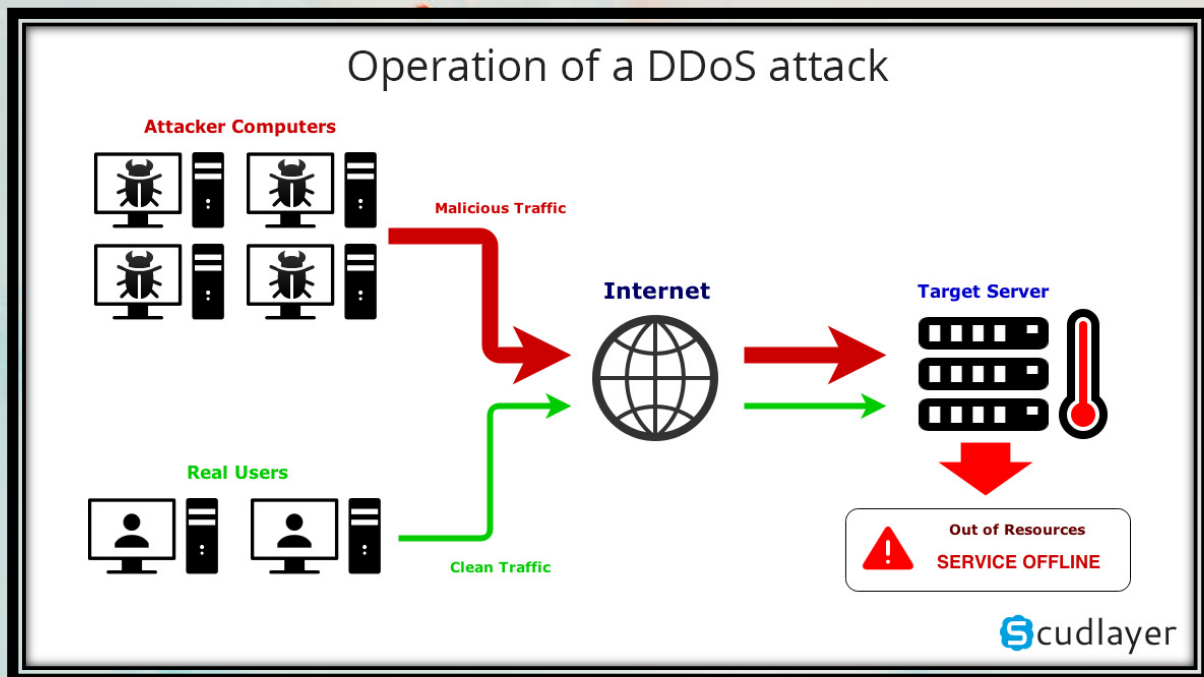 Operation of a DDoS attack
Attacker Computers
Malicious Traffic
Internet
Target Server
Real Users
Clean Traffic
Out of Resources
SERVICE OFFLINE
Scudlayer